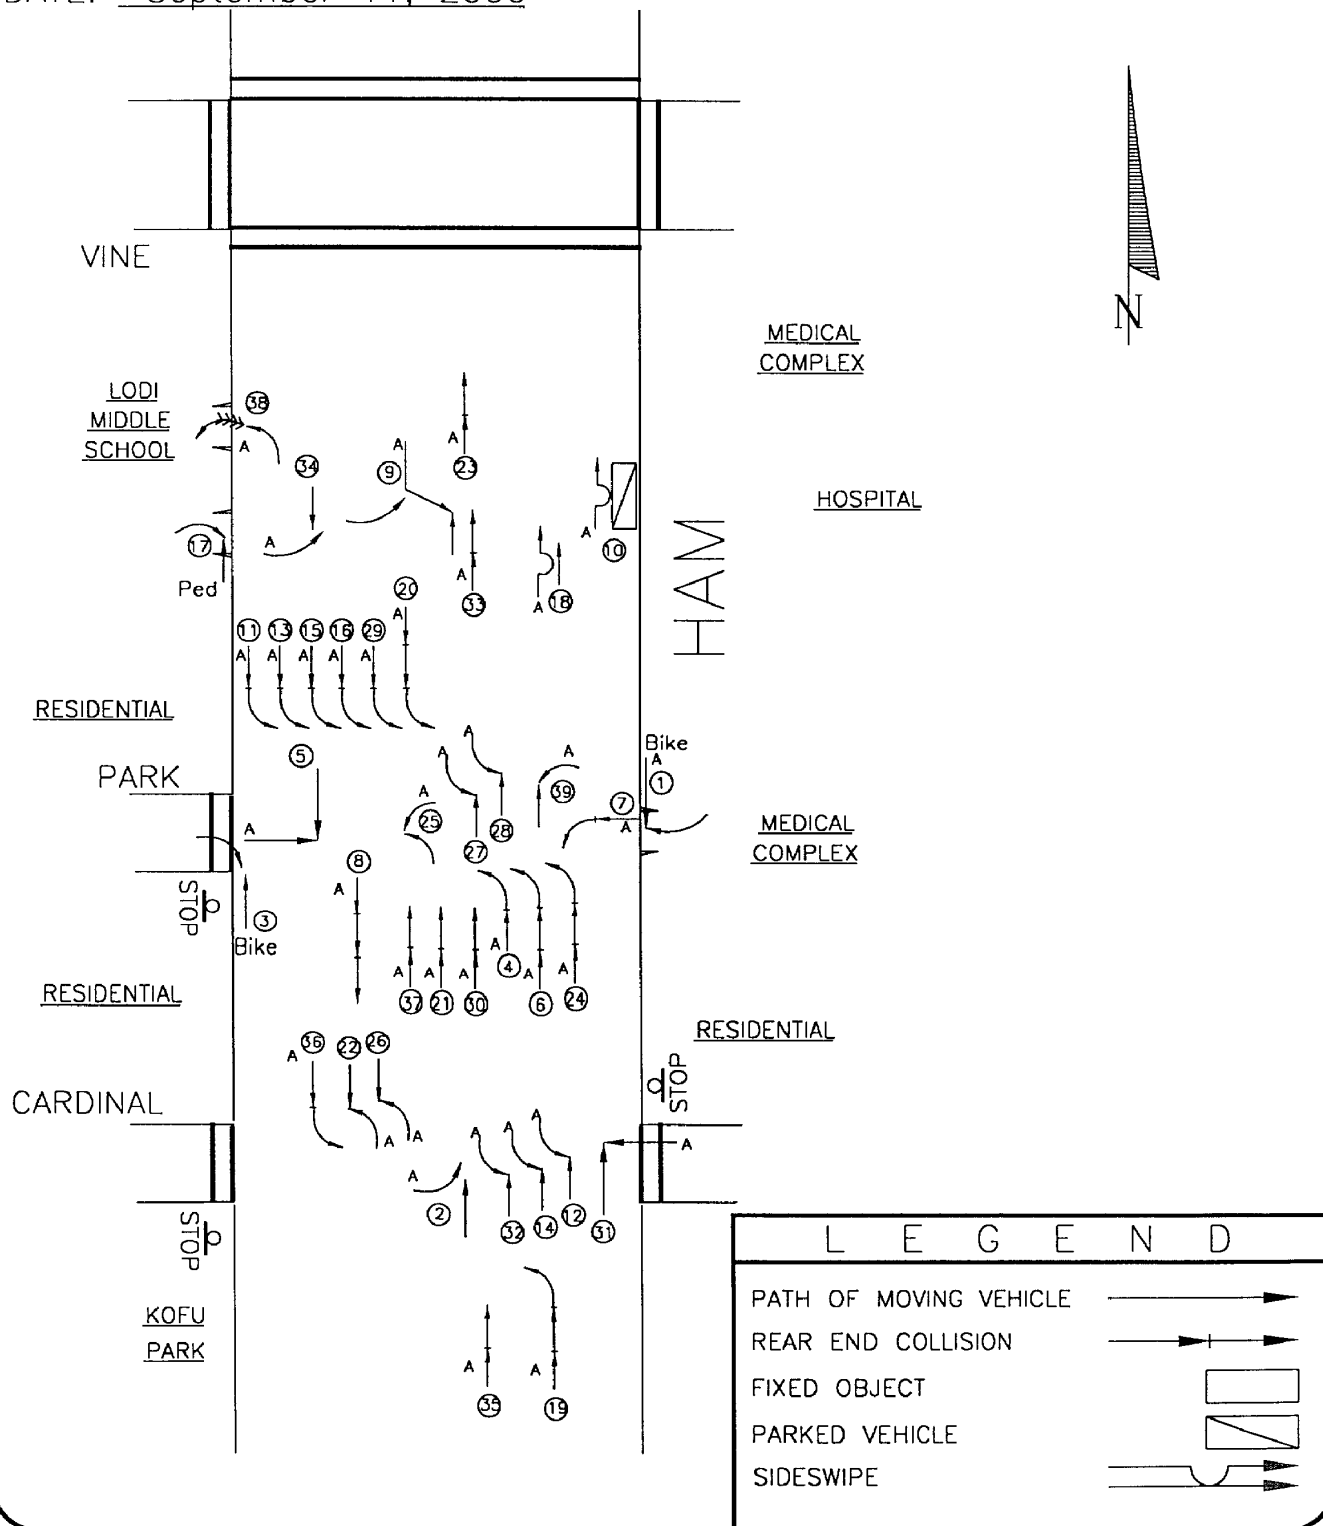 VINE
MEDICAL
COMPLEX
N
LODI
MIDDLE
SCHOOL
38
A
34
A
9
A
23
HOSPITAL
A
10
17
A
Ped
A
33
A
18
HAM
20
A
11 13 15 16 29
A A A A A
RESIDENTIAL
5
A
A
A
Bike
A
1
PARK
39
7
A
25
A
A
28
27
MEDICAL
COMPLEX
8
A
STOP
3
Bike
A
4
A A A A A
37 21 30 6 24
RESIDENTIAL
RESIDENTIAL
36 22 26
A
STOP
CARDINAL
A A
A A A
A
A
2
32 14 12 31
STOP
KOFU
PARK
A A
35 19
LEGEND
PATH OF MOVING VEHICLE
REAR END COLLISION
FIXED OBJECT
PARKED VEHICLE
SIDESWIPE